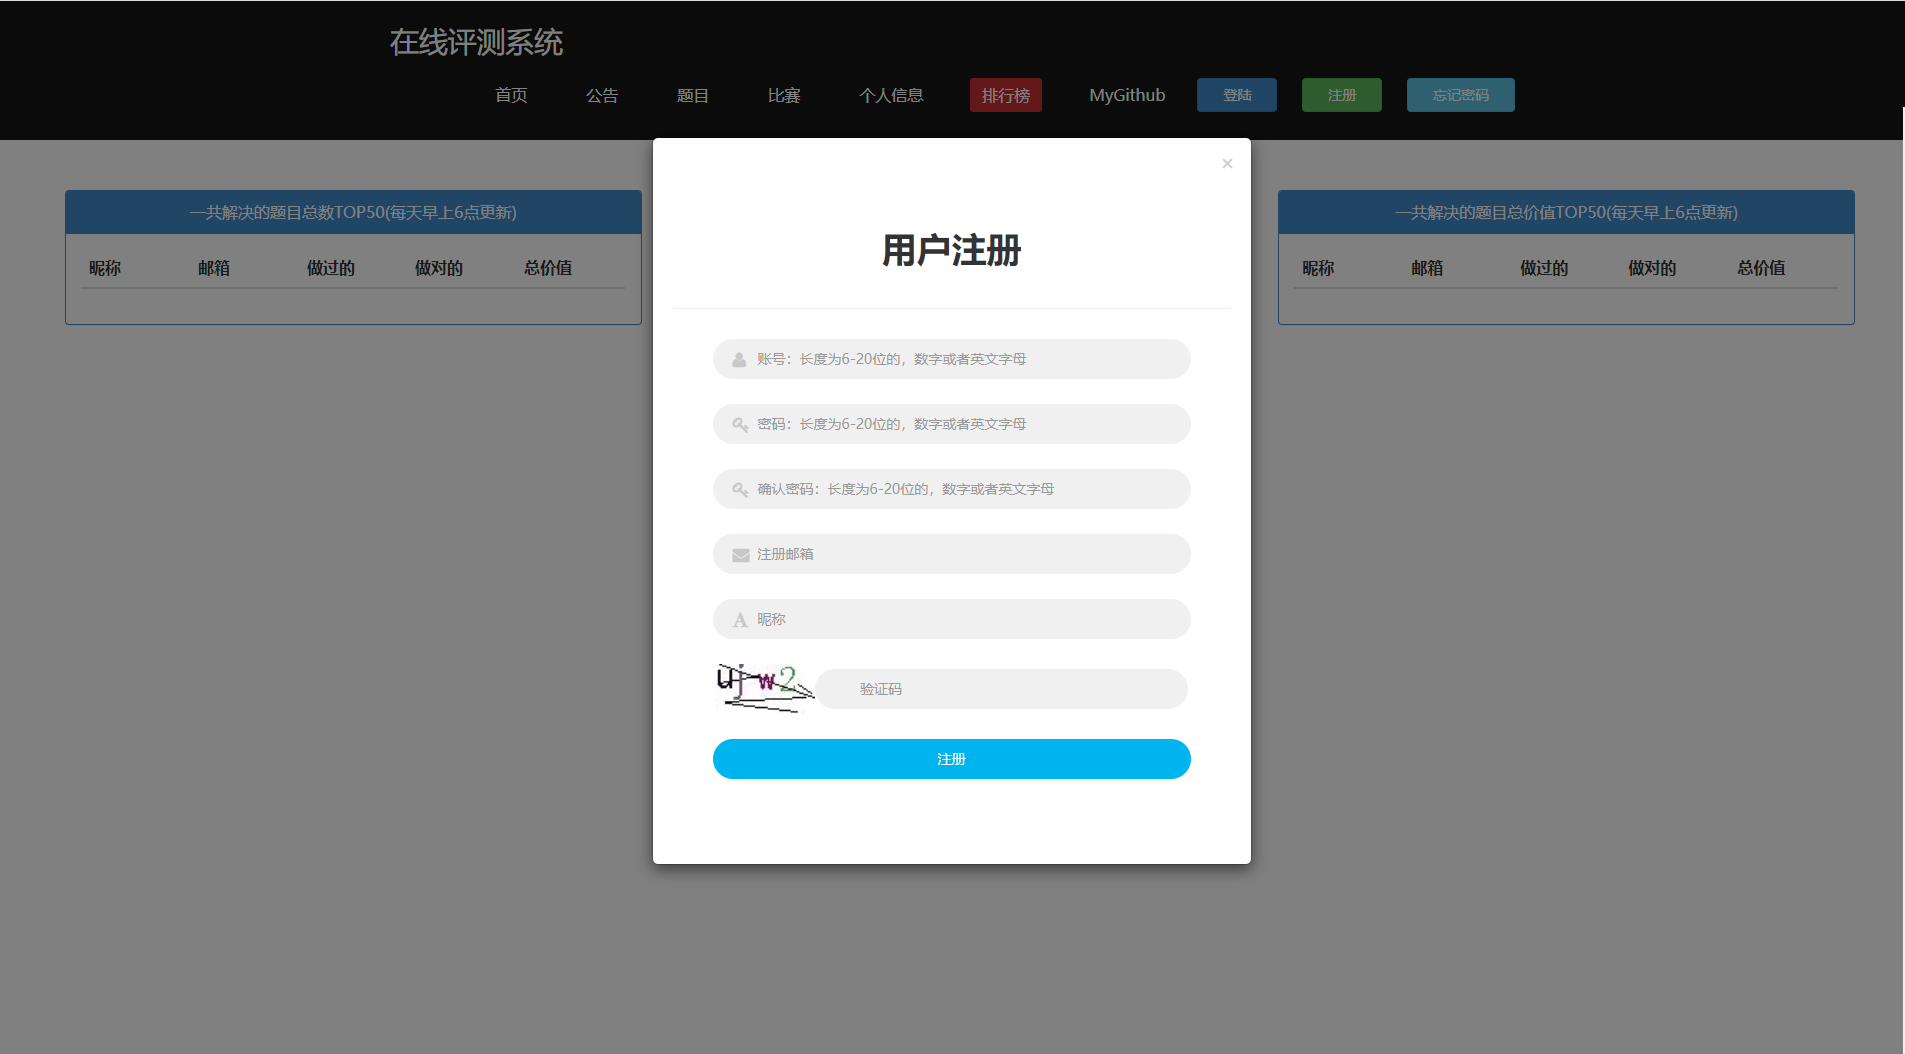 在线评测系统
首页 公告 题目 比赛 个人信息 排行榜 MyGithub 登陆 注册 忘记密码
×
一共解决的题目总数TOP50(每天早上6点更新)
昵称 邮箱 做过的 做对的 总价值
用户注册
账号：长度为6-20位的，数字或者英文字母
密码：长度为6-20位的，数字或者英文字母
确认密码：长度为6-20位的，数字或者英文字母
注册邮箱
昵称
ujw2 验证码
注册
一共解决的题目总价值TOP50(每天早上6点更新)
昵称 邮箱 做过的 做对的 总价值